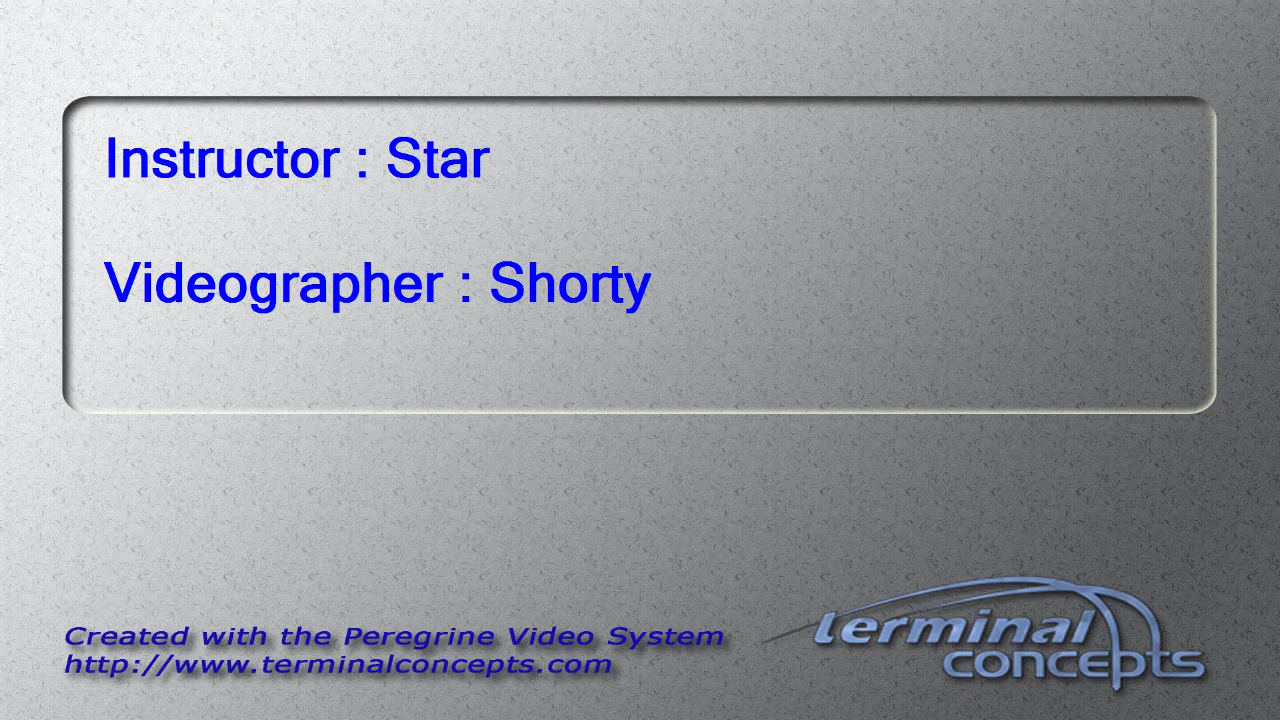 Instructor : Star
Videographer : Shorty
Created with the Peregrine Video System
http://www.terminalconcepts.com
terminal
concepts